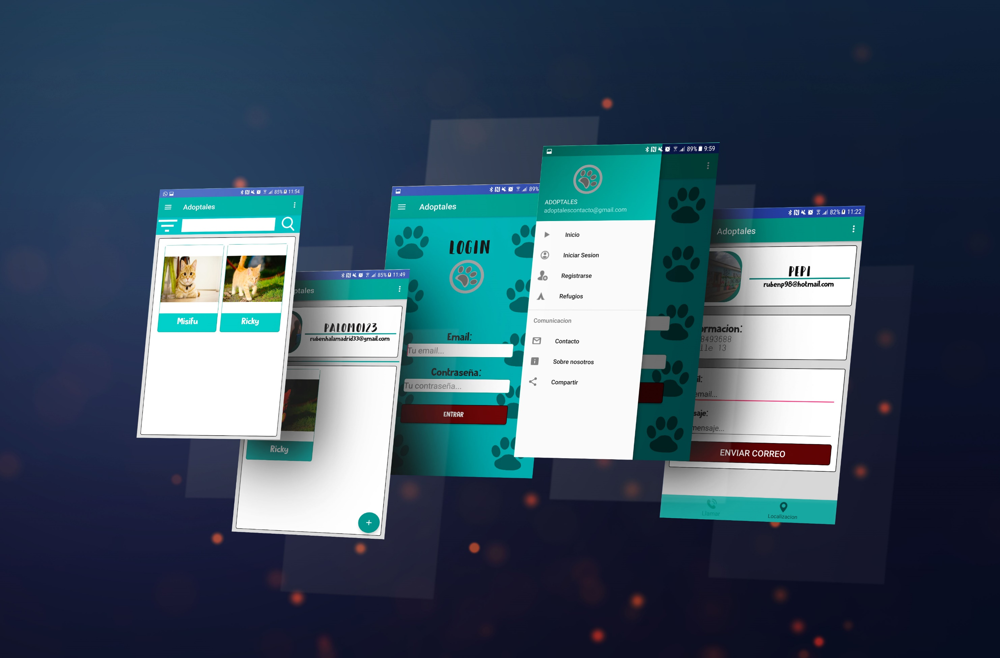 85% 11:54
Adoptales
Misifu
Ricky
85% 11:49
ptales
PALOMO123
rubenhalamadrid33@gmail.com
Ricky
+
89%
Adoptales
LOGIN
Email:
Tu email...
Contraseña:
Tu contraseña...
ENTRAR
89% 9:59
ADOPTALES
adoptalescontacto@gmail.com
Inicio
Iniciar Sesion
Registrarse
Refugios
Comunicacion
Contacto
Sobre nosotros
Compartir
82% 11:22
Adoptales
PEPI
rubenp98@hotmail.com
ormacion:
8493688
lle 13
il:
email...
saje:
mensaje...
ENVIAR CORREO
Llamar
Localizacion